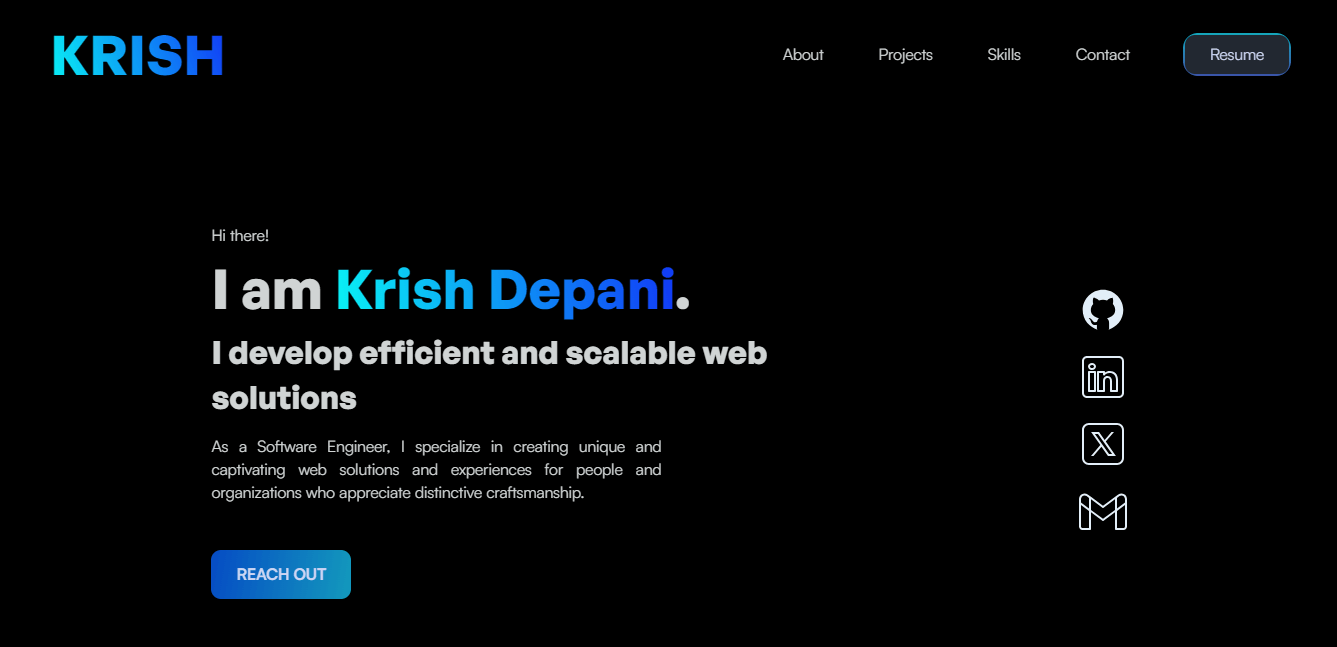 KRISH
About
Projects
Skills
Contact
Resume
Hi there!
I am Krish Depani.
I develop efficient and scalable web
solutions
As a Software Engineer, I specialize in creating unique and
captivating web solutions and experiences for people and
organizations who appreciate distinctive craftsmanship.
in
X
REACH OUT